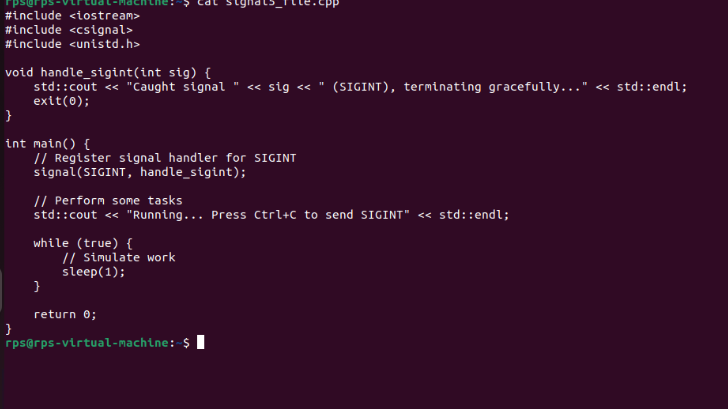 rps@rps-virtual-machine:~$ cat signal3_file.cpp
#include <iostream>
#include <csignal>
#include <unistd.h>

void handle_sigint(int sig) {
    std::cout << "Caught signal " << sig << " (SIGINT), terminating gracefully..." << std::endl;
    exit(0);
}

int main() {
    // Register signal handler for SIGINT
    signal(SIGINT, handle_sigint);

    // Perform some tasks
    std::cout << "Running... Press Ctrl+C to send SIGINT" << std::endl;

    while (true) {
        // Simulate work
        sleep(1);
    }

    return 0;
}
rps@rps-virtual-machine:~$